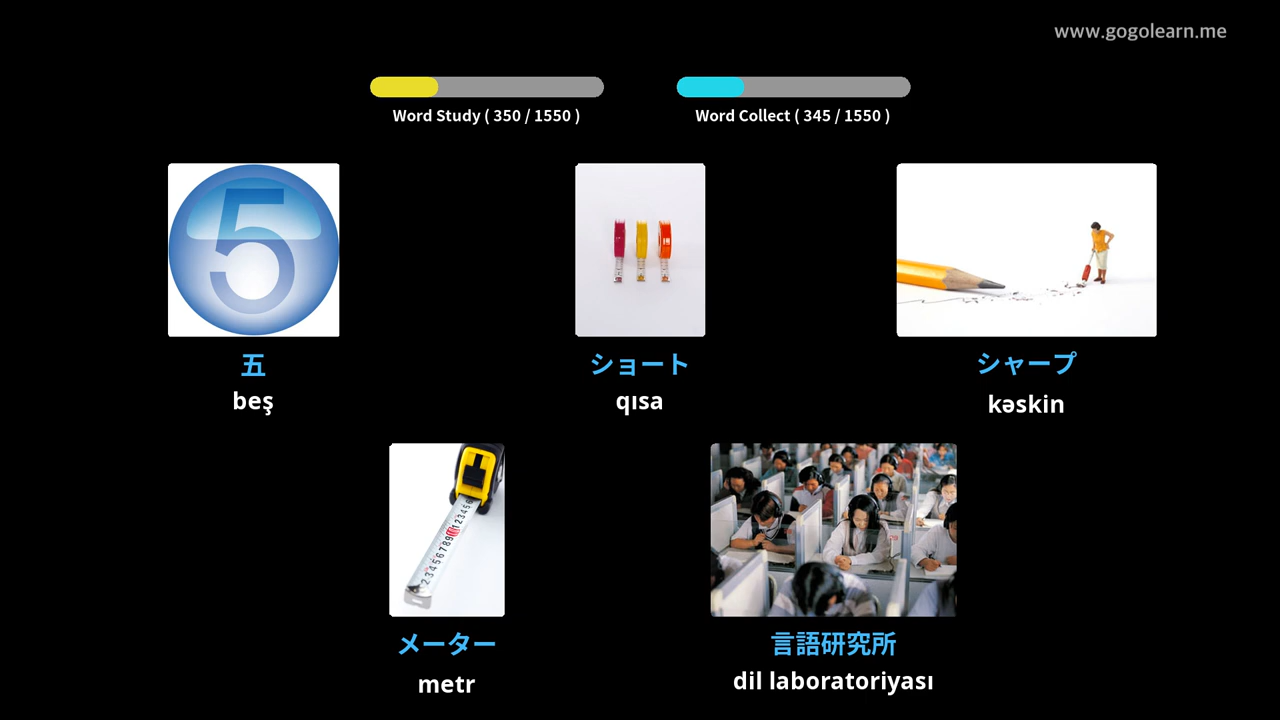 www.gogolearn.me
Word Study ( 350 / 1550 )
Word Collect ( 345 / 1550 )
5
五
beş
ショート
qısa
シャープ
kəskin
メーター
metr
言語研究所
dil laboratoriyası